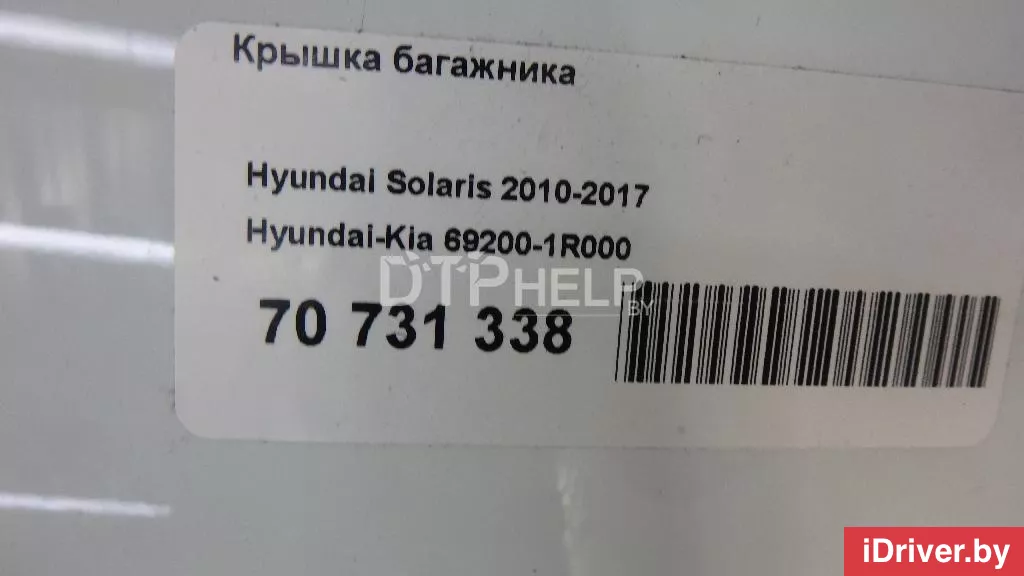 Крышка багажника
Hyundai Solaris 2010-2017
Hyundai-Kia 69200-1R000
DTPHELP.BY
70 731 338
iDriver.by